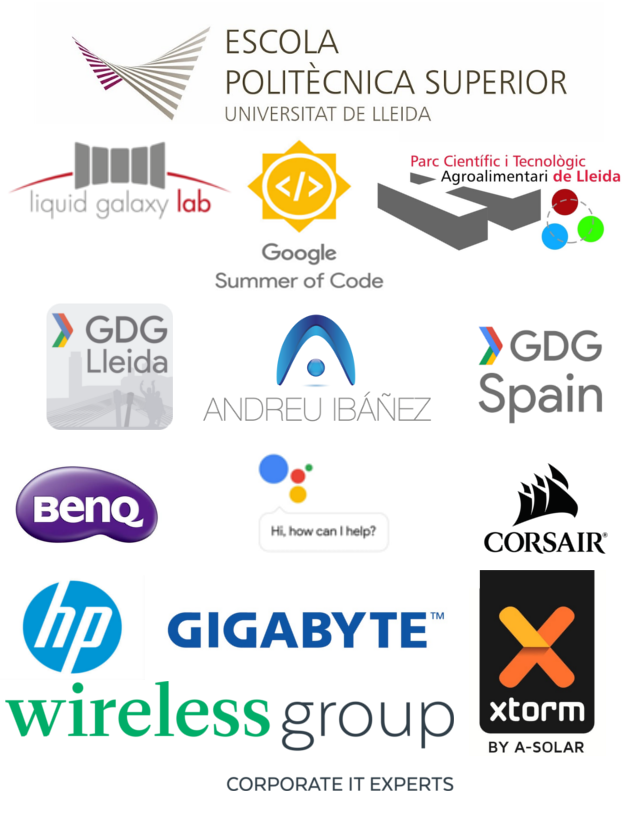 ESCOLA
POLITÈCNICA SUPERIOR
UNIVERSITAT DE LLEIDA
liquid galaxy lab
</>
Google
Summer of Code
Parc Científic i Tecnològic
Agroalimentari de Lleida
GDG
Lleida
ANDREU IBÁÑEZ
GDG
Spain
BenQ
Hi, how can I help?
CORSAIR®
hp
GIGABYTE™
xtorm
BY A-SOLAR
wireless group
CORPORATE IT EXPERTS